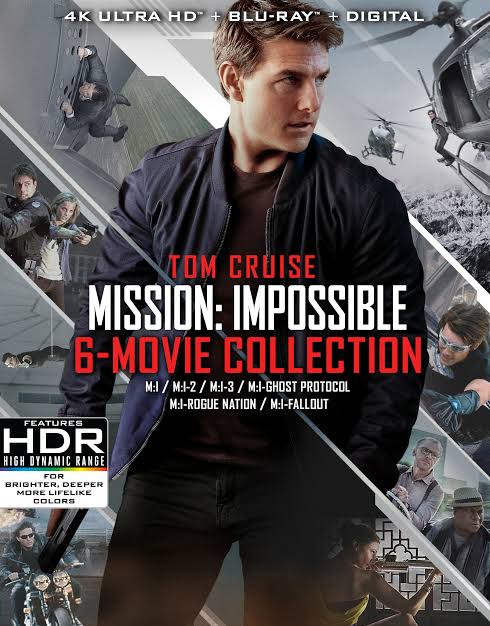 4K ULTRA HD™ + BLU-RAY™ + DIGITAL
TOM CRUISE
MISSION: IMPOSSIBLE
6-MOVIE COLLECTION
M:I / M:I-2 / M:I-3 / M:I-GHOST PROTOCOL
M:I-ROGUE NATION / M:I-FALLOUT
FEATURES
HDR
HIGH DYNAMIC RANGE
FOR
BRIGHTER, DEEPER
MORE LIFELIKE
COLORS